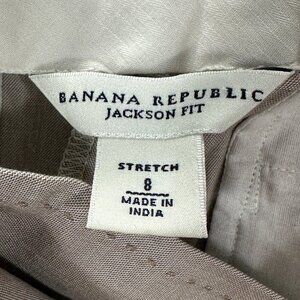 BANANA REPUBLIC
JACKSON FIT
STRETCH
8
MADE IN
INDIA